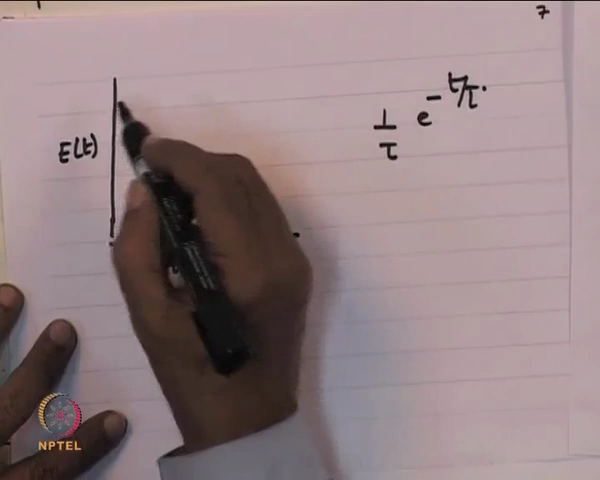 7
E(t)
1/τ e^{-t/τ}.
NPTEL